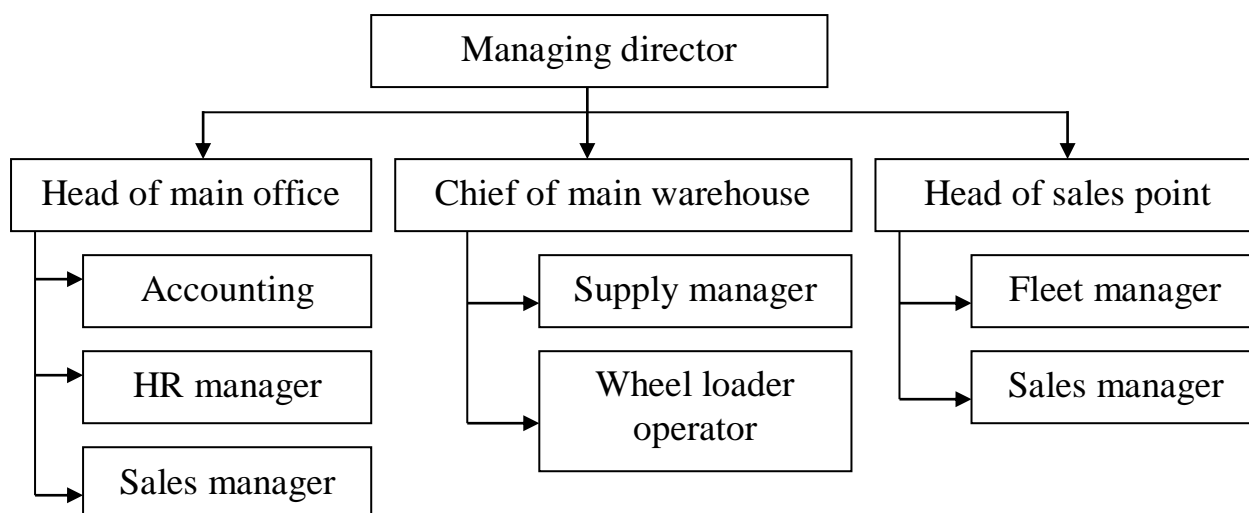 Managing director
Head of main office
Chief of main warehouse
Head of sales point
Accounting
Supply manager
Fleet manager
HR manager
Wheel loader
operator
Sales manager
Sales manager